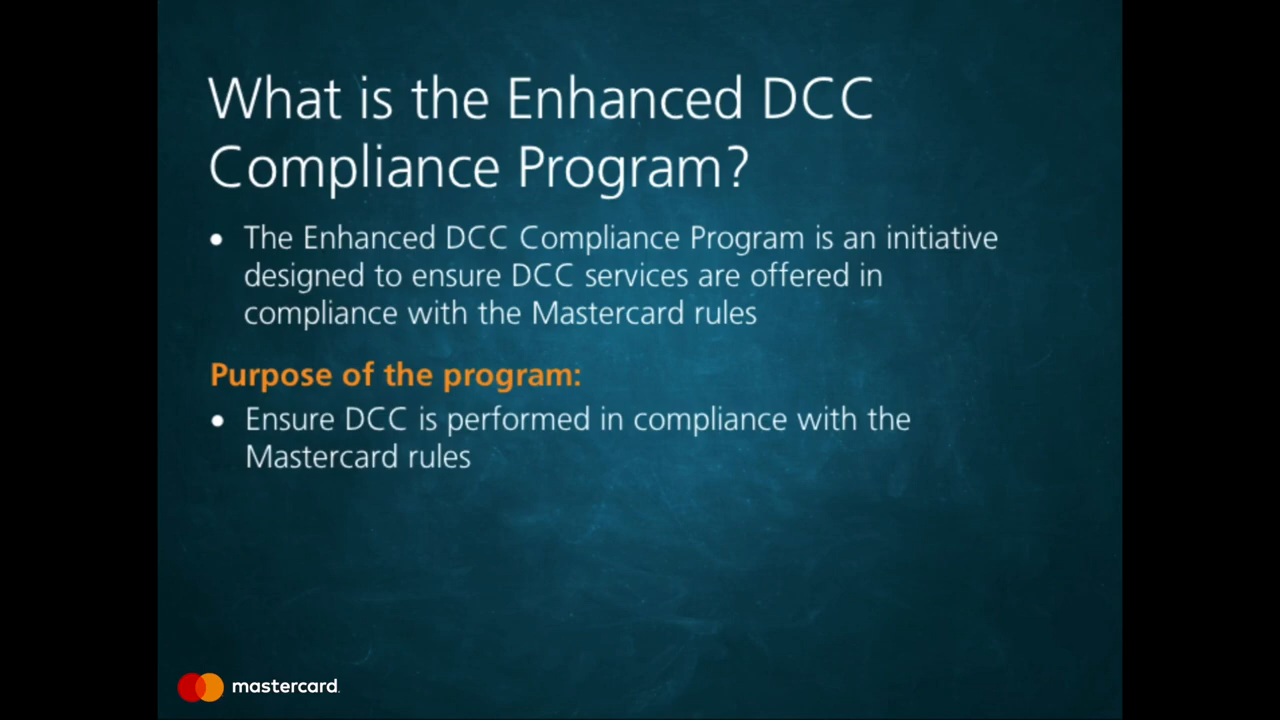 What is the Enhanced DCC
Compliance Program?
• The Enhanced DCC Compliance Program is an initiative
designed to ensure DCC services are offered in
compliance with the Mastercard rules
Purpose of the program:
• Ensure DCC is performed in compliance with the
Mastercard rules
mastercard.